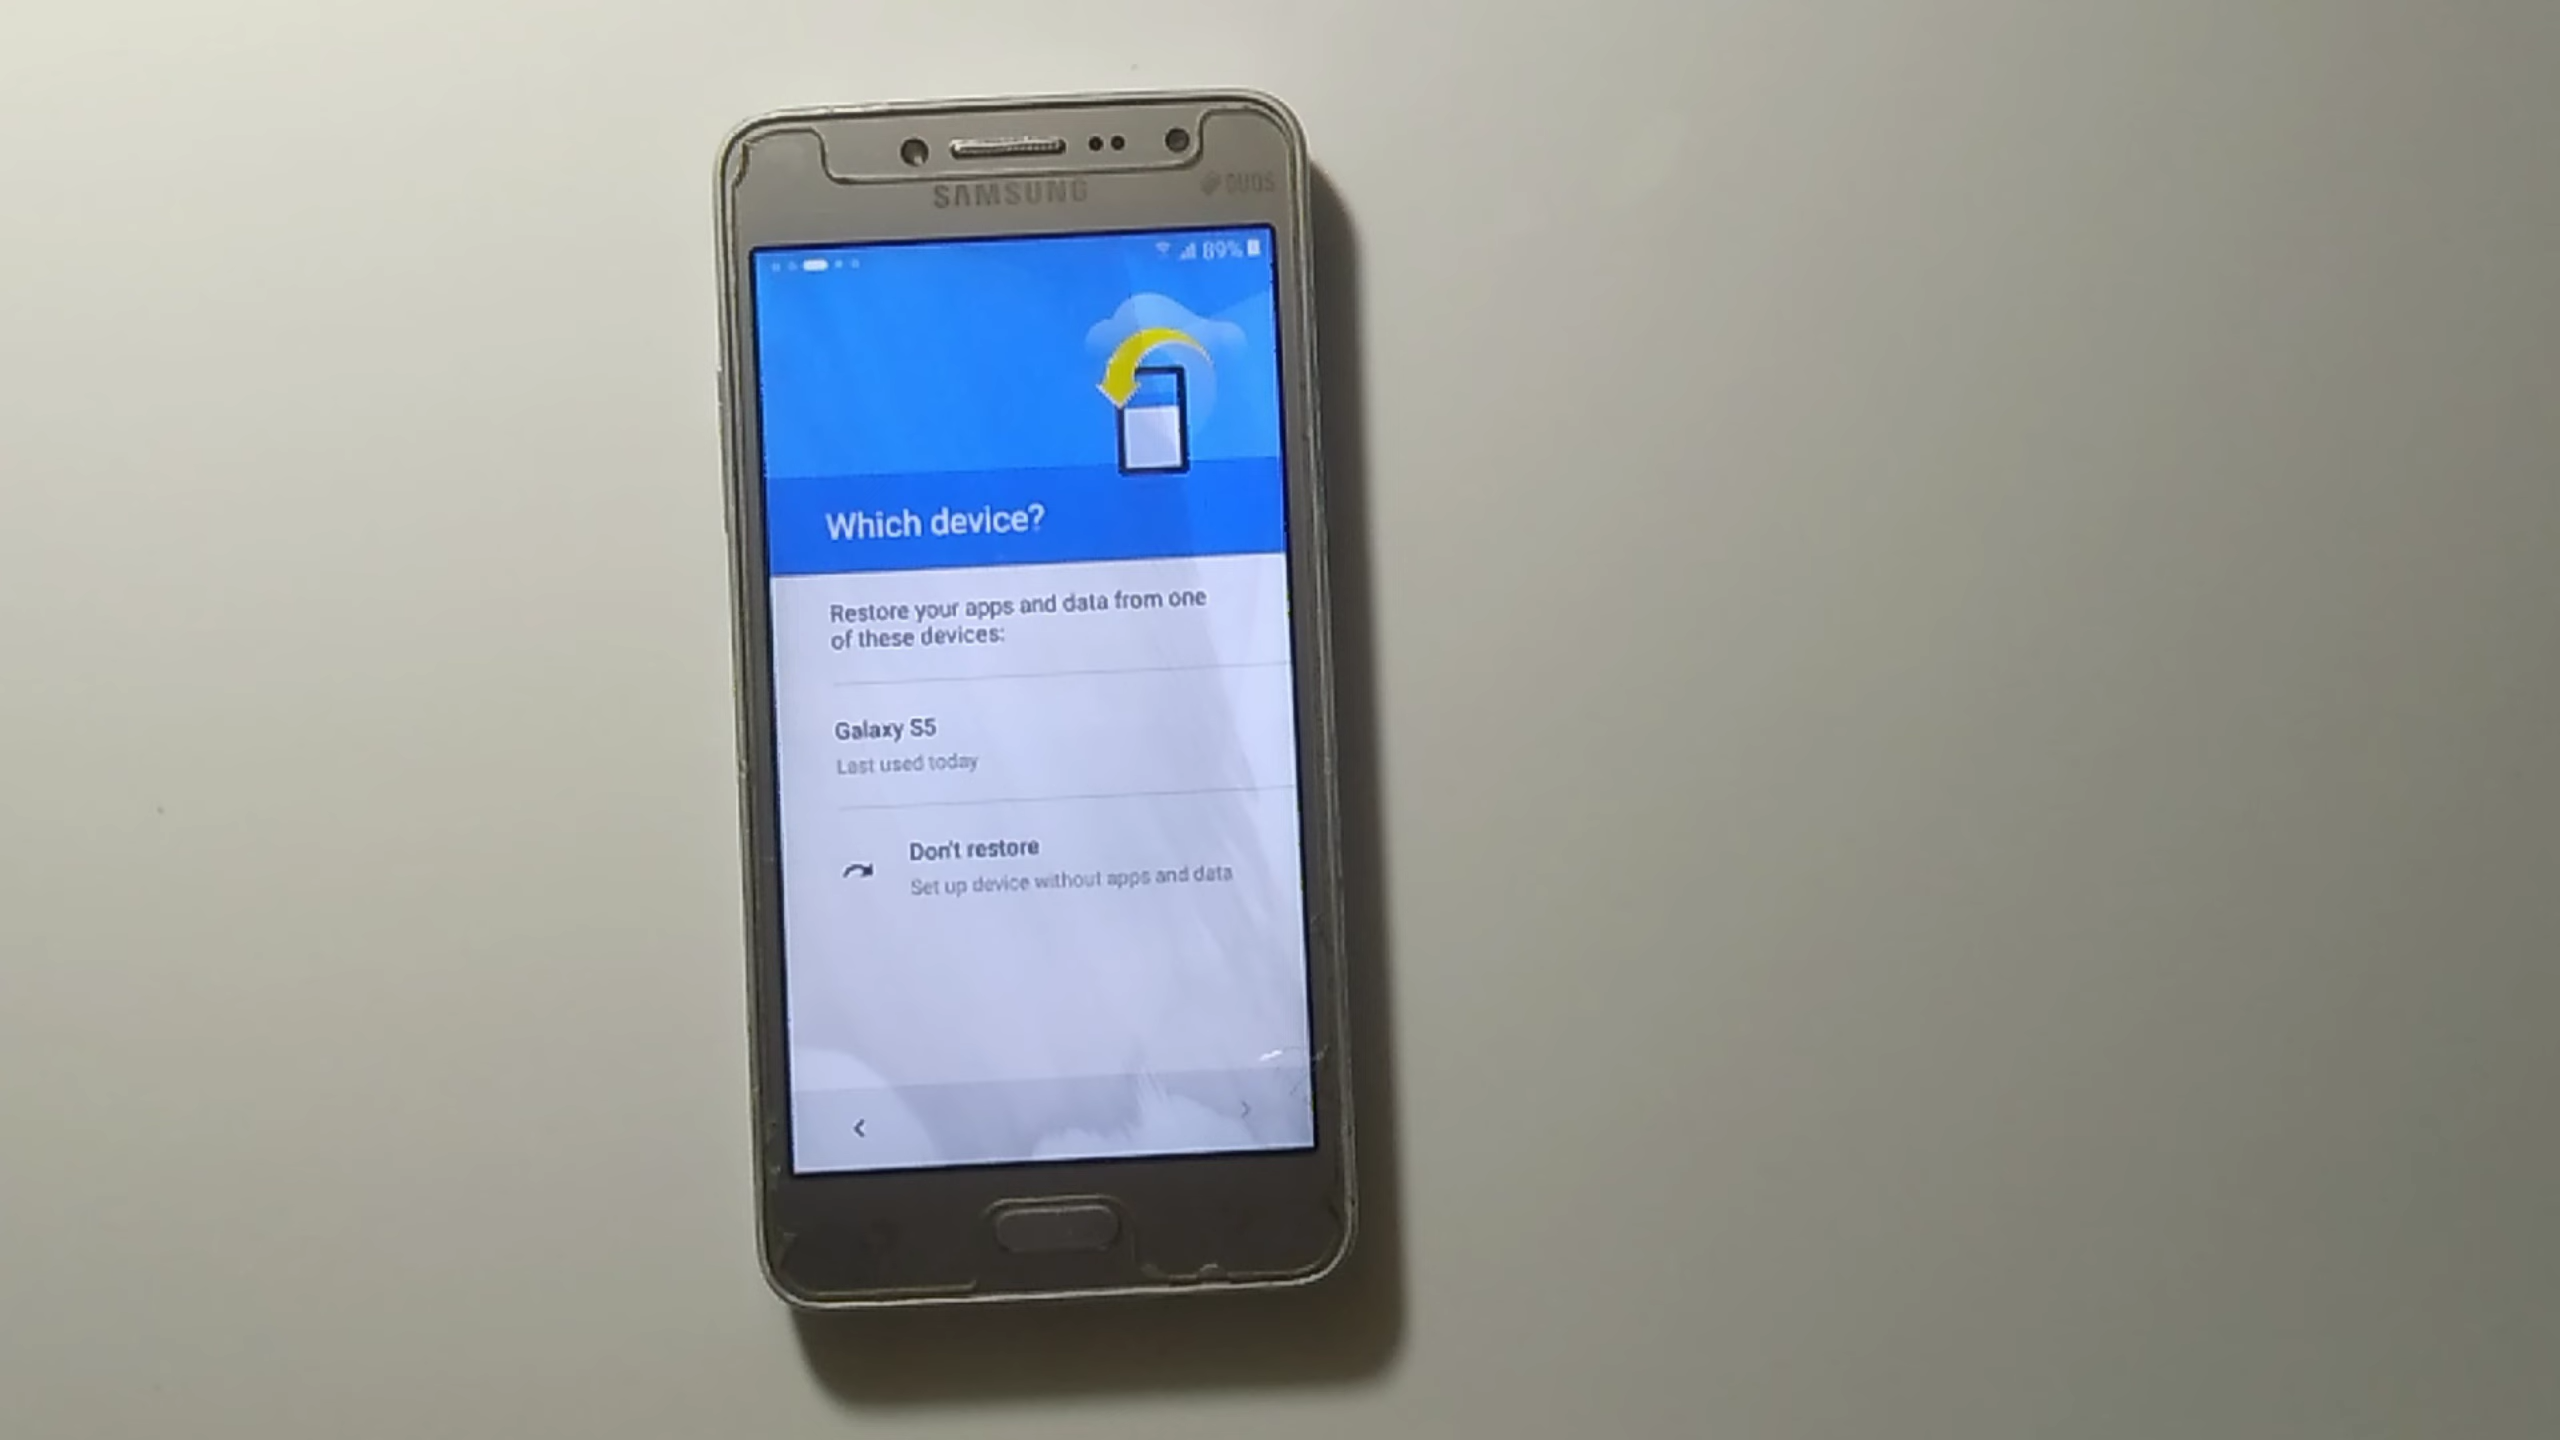 SAMSUNG
DUOS
89%
Which device?
Restore your apps and data from one
of these devices:
Galaxy S5
Last used today
Don't restore
Set up device without apps and data